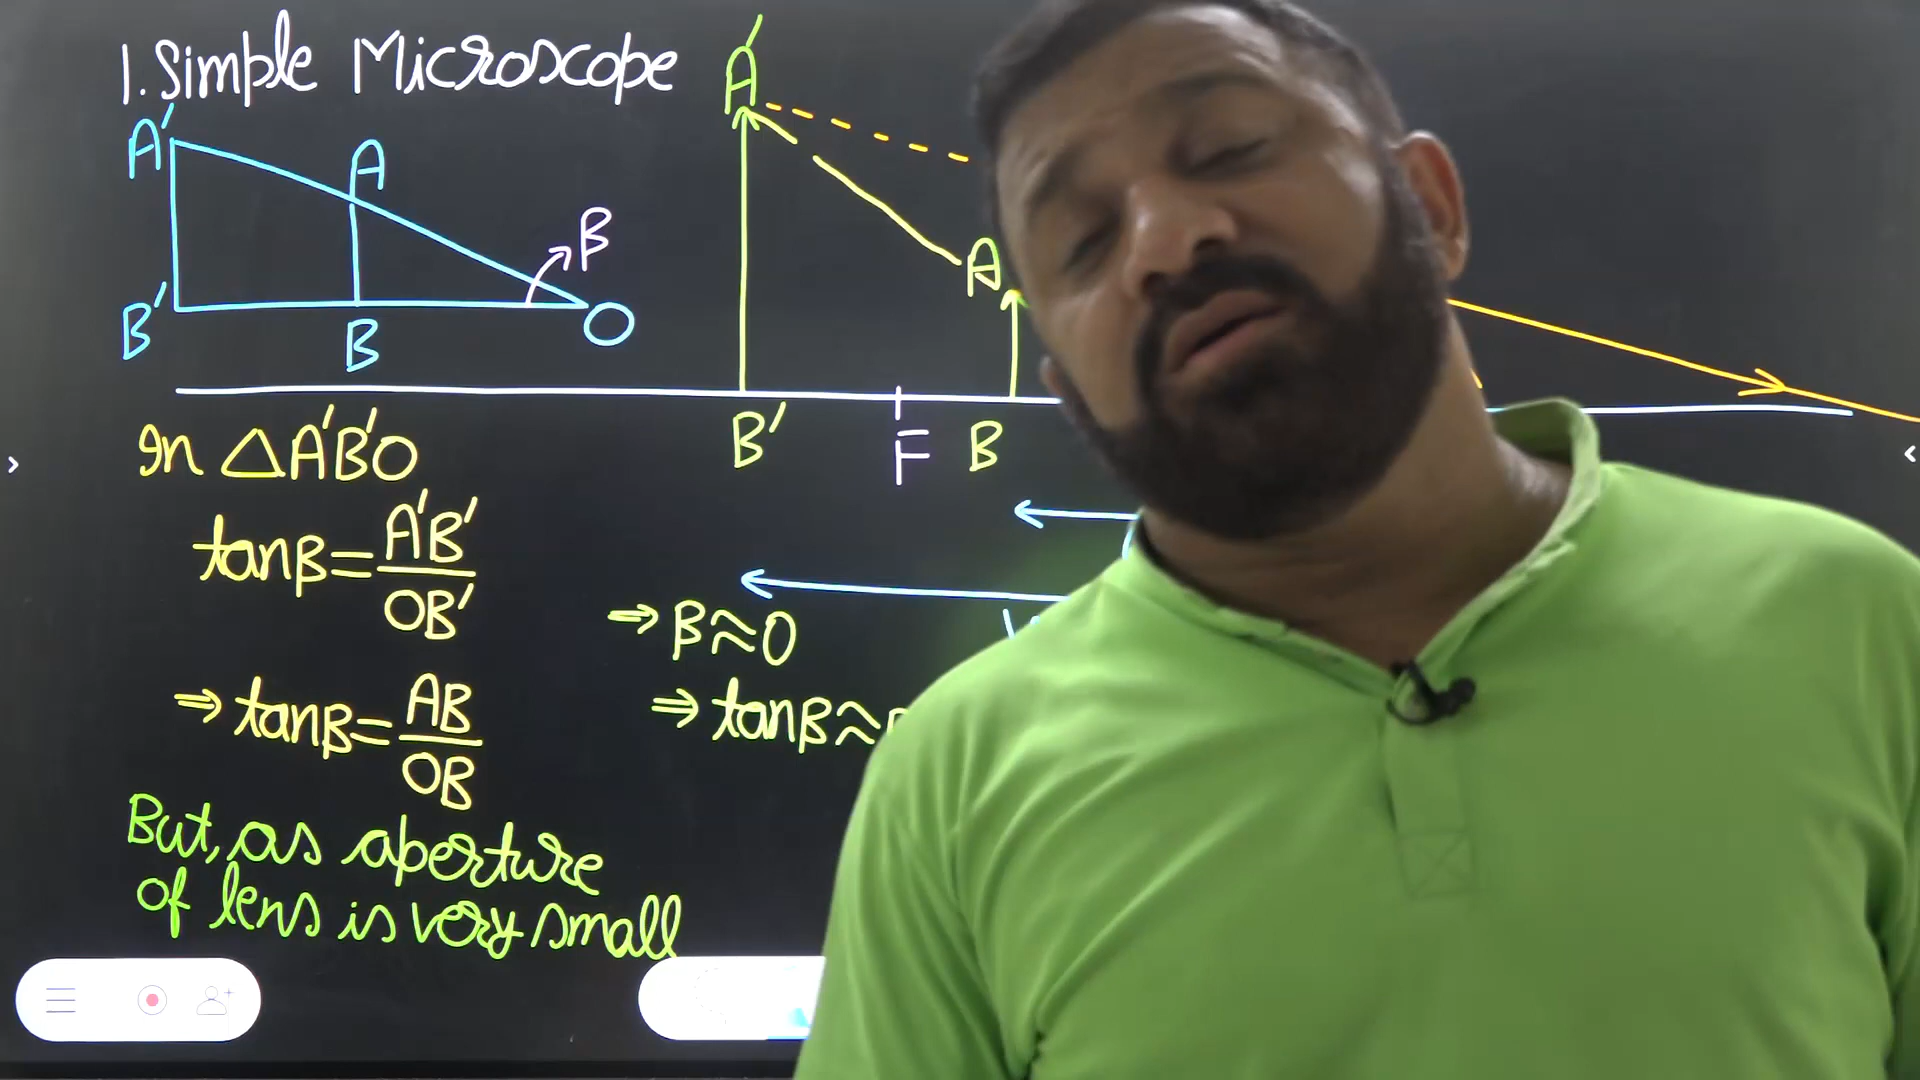 1. Simple Microscope
A'
A
β
B'
B
O
A'
A
B'
F
B
In △A'B'O
tanβ = A'B' / OB'
⇒ tanβ = AB / OB
But, as aperture
of lens is very small
⇒ β≈0
⇒ tanβ≈